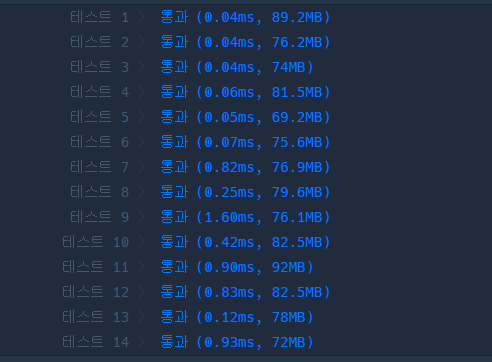 테스트 1 〉 통과 (0.04ms, 89.2MB)
테스트 2 〉 통과 (0.04ms, 76.2MB)
테스트 3 〉 통과 (0.04ms, 74MB)
테스트 4 〉 통과 (0.06ms, 81.5MB)
테스트 5 〉 통과 (0.05ms, 69.2MB)
테스트 6 〉 통과 (0.07ms, 75.6MB)
테스트 7 〉 통과 (0.82ms, 76.9MB)
테스트 8 〉 통과 (0.25ms, 79.6MB)
테스트 9 〉 통과 (1.60ms, 76.1MB)
테스트 10 〉 통과 (0.42ms, 82.5MB)
테스트 11 〉 통과 (0.90ms, 92MB)
테스트 12 〉 통과 (0.83ms, 82.5MB)
테스트 13 〉 통과 (0.12ms, 78MB)
테스트 14 〉 통과 (0.93ms, 72MB)